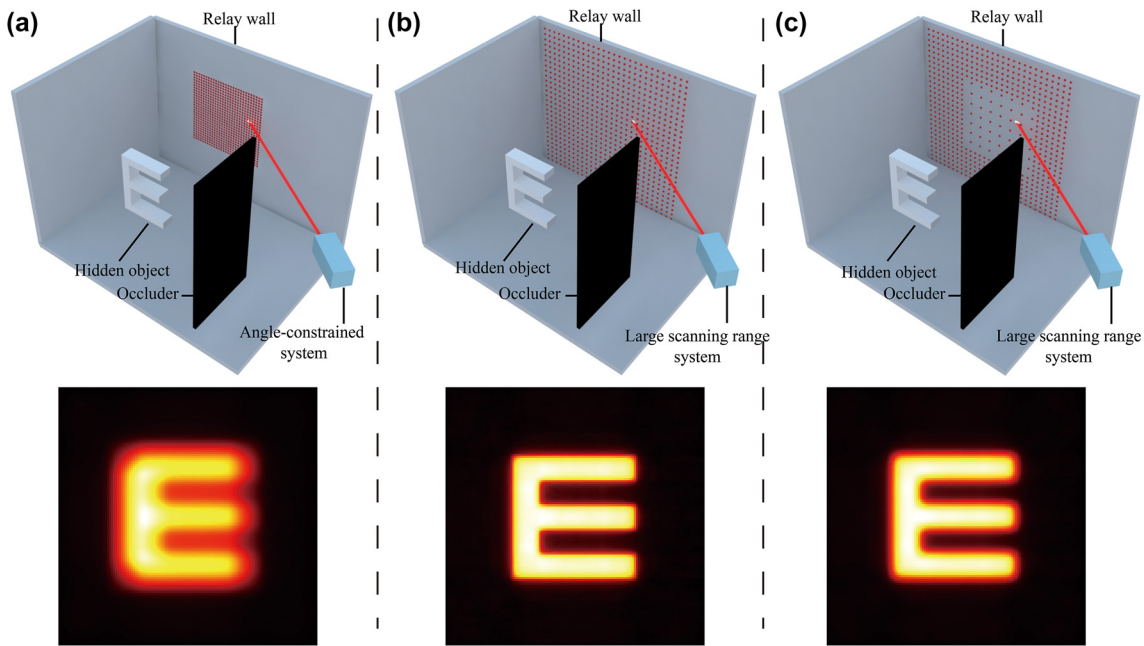 (a)
Relay wall
Hidden object
Occluder
Angle-constrained
system
(b)
Relay wall
Hidden object
Occluder
Large scanning range
system
(c)
Relay wall
Hidden object
Occluder
Large scanning range
system